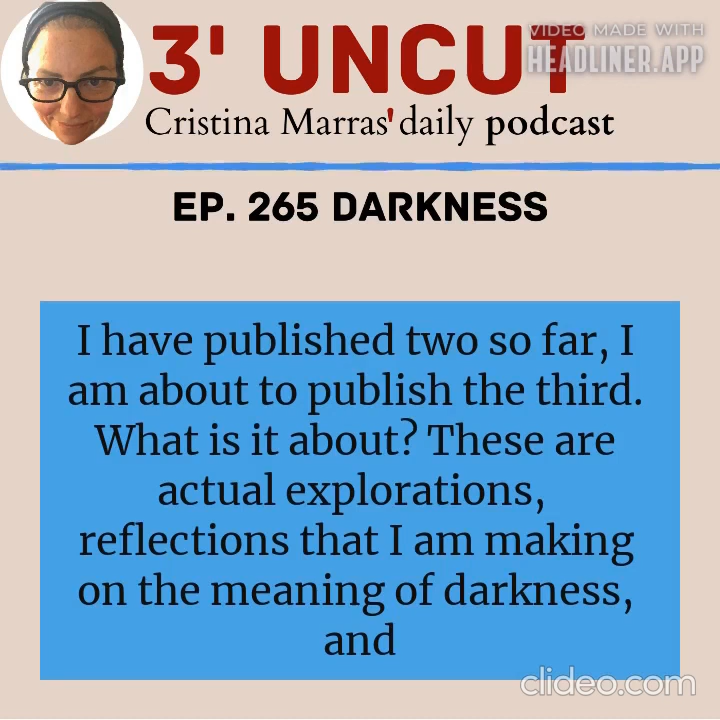 VIDEO MADE WITH
HEADLINER.APP
3' UNCUT
Cristina Marras' daily podcast
EP. 265 DARKNESS
I have published two so far, I
am about to publish the third.
What is it about? These are
actual explorations,
reflections that I am making
on the meaning of darkness,
and
clideo.com